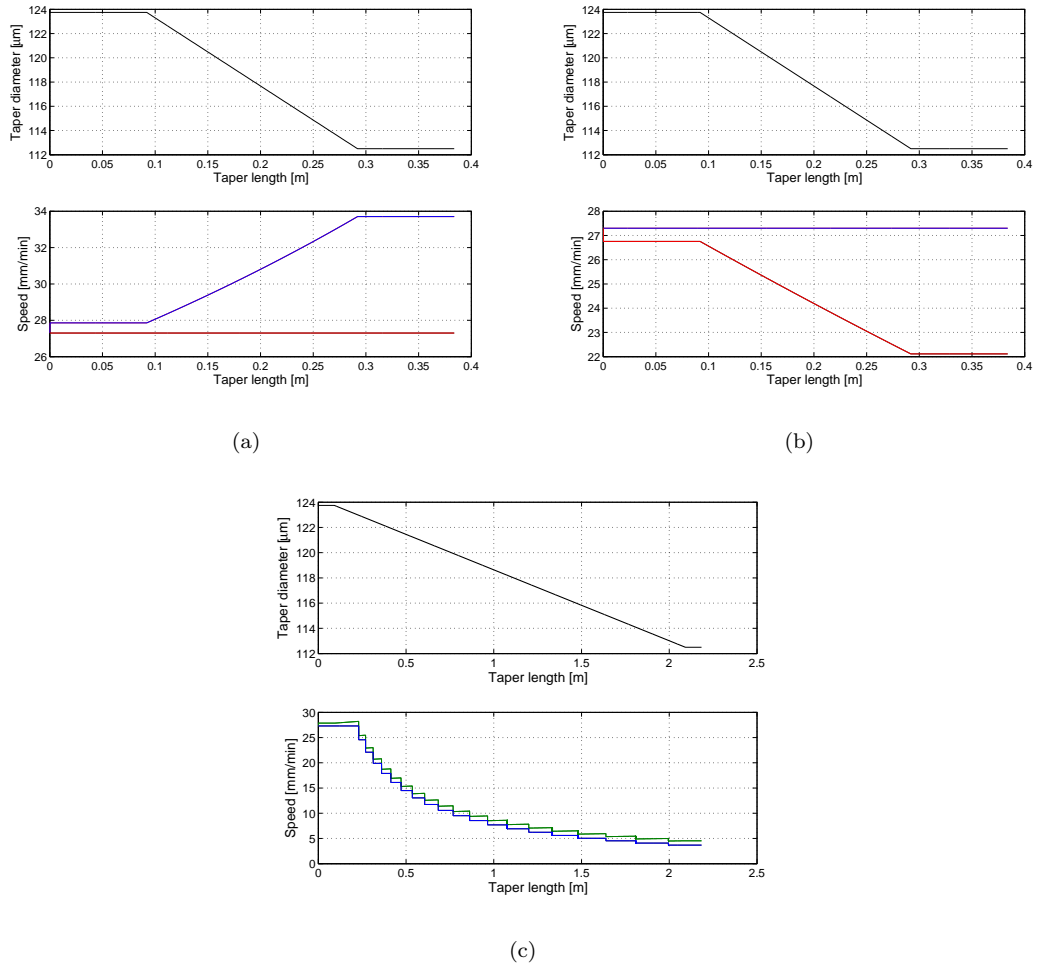 124
122
120
118
116
114
112
Taper diameter [µm]
0 0.05 0.1 0.15 0.2 0.25 0.3 0.35 0.4
Taper length [m]
34
32
30
28
26
Speed [mm/min]
0 0.05 0.1 0.15 0.2 0.25 0.3 0.35 0.4
Taper length [m]
(a)
124
122
120
118
116
114
112
Taper diameter [µm]
0 0.05 0.1 0.15 0.2 0.25 0.3 0.35 0.4
Taper length [m]
28
27
26
25
24
23
22
Speed [mm/min]
0 0.05 0.1 0.15 0.2 0.25 0.3 0.35 0.4
Taper length [m]
(b)
124
122
120
118
116
114
112
Taper diameter [µm]
0 0.5 1 1.5 2 2.5
Taper length [m]
30
25
20
15
10
5
0
Speed [mm/min]
0 0.5 1 1.5 2 2.5
Taper length [m]
(c)